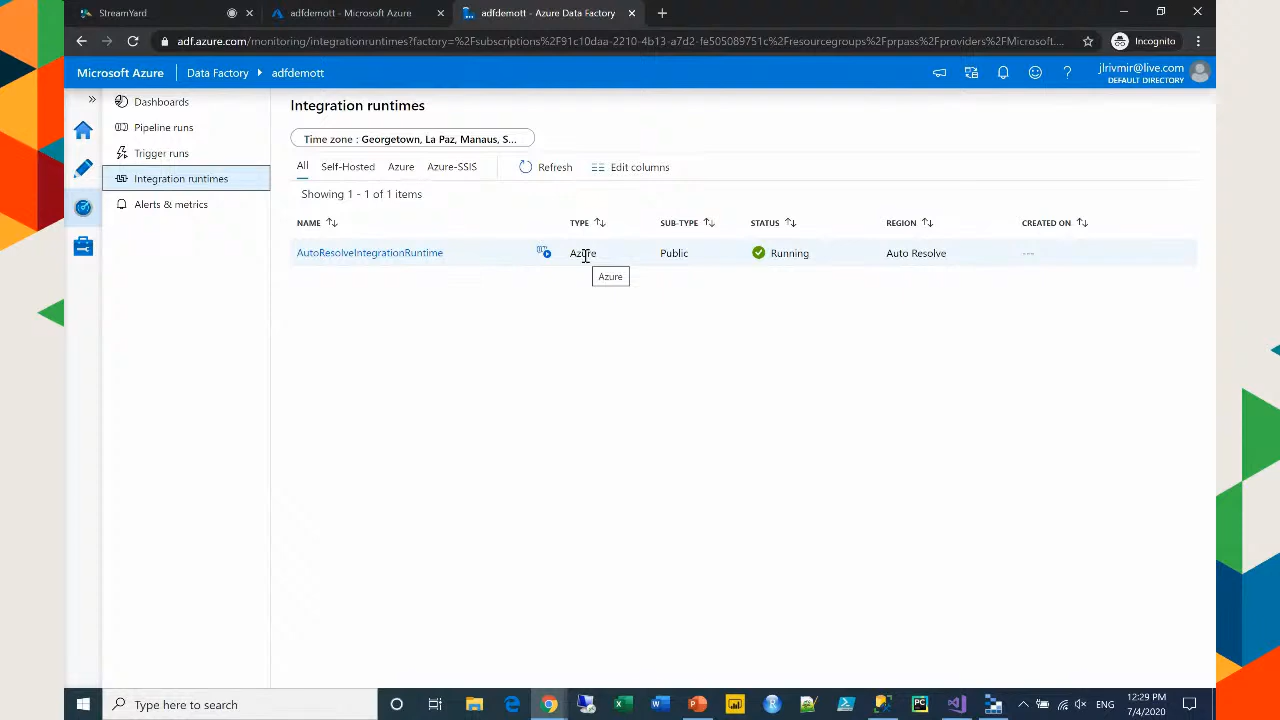 StreamYard
adfdemott - Microsoft Azure
adfdemott - Azure Data Factory
adf.azure.com/monitoring/integrationruntimes?factory=%2Fsubscriptions%2F91c10daa-2210-4b13-a7d2-fe505089751c%2Fresourcegroups%2Fprpass%2Fproviders%2FMicrosoft....
Incognito
Microsoft Azure
Data Factory
adfdemott
jlrivmir@live.com
DEFAULT DIRECTORY
Dashboards
Pipeline runs
Trigger runs
Integration runtimes
Alerts & metrics
Integration runtimes
Time zone : Georgetown, La Paz, Manaus, S...
All
Self-Hosted
Azure
Azure-SSIS
Refresh
Edit columns
Showing 1 - 1 of 1 items
NAME
TYPE
SUB-TYPE
STATUS
REGION
CREATED ON
AutoResolveIntegrationRuntime
Azure
Public
Running
Auto Resolve
---
Azure
Type here to search
ENG
12:29 PM
7/4/2020